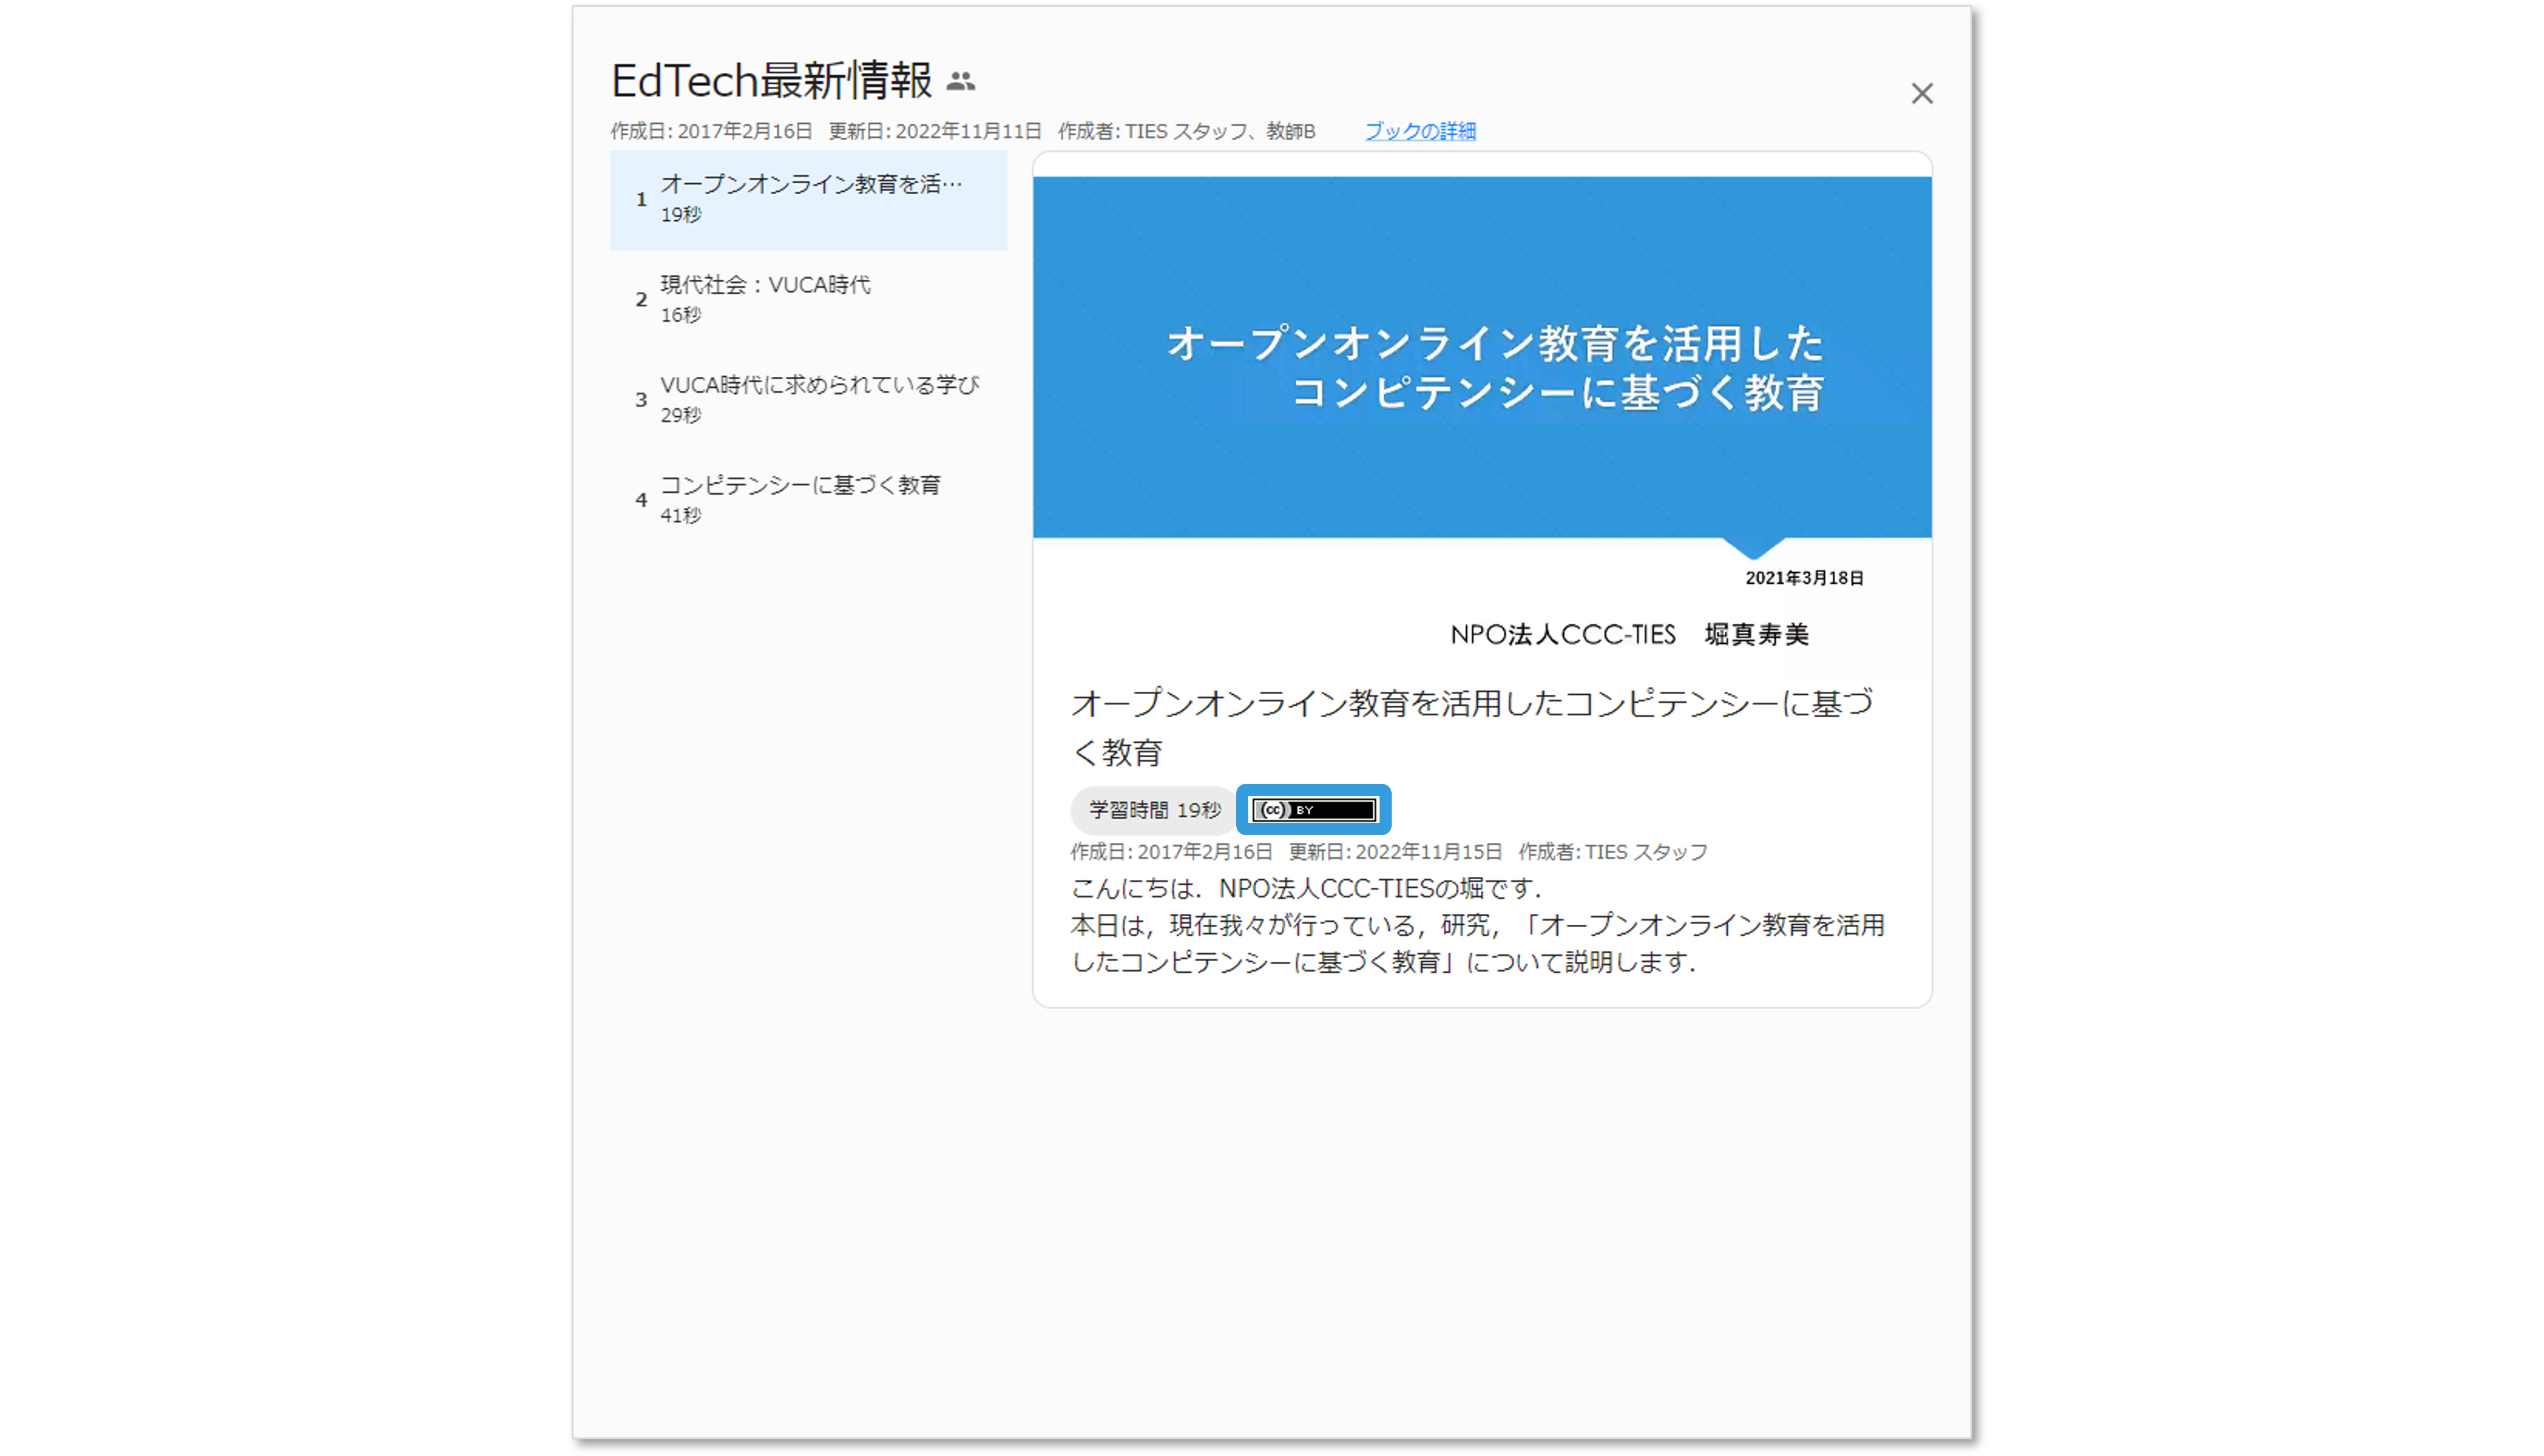 EdTech最新情報
作成日: 2017年2月16日 更新日: 2022年11月11日 作成者: TIES スタッフ、教師B ブックの詳細
1
オープンオンライン教育を活…
19秒
2
現代社会：VUCA時代
16秒
3
VUCA時代に求められている学び
29秒
4
コンピテンシーに基づく教育
41秒
オープンオンライン教育を活用した
コンピテンシーに基づく教育
2021年3月18日
NPO法人CCC-TIES 堀真寿美
オープンオンライン教育を活用したコンピテンシーに基づ
く教育
学習時間 19秒
(cc) BY
作成日: 2017年2月16日 更新日: 2022年11月15日 作成者: TIES スタッフ
こんにちは．NPO法人CCC-TIESの堀です．
本日は，現在我々が行っている，研究，「オープンオンライン教育を活用
したコンピテンシーに基づく教育」について説明します．